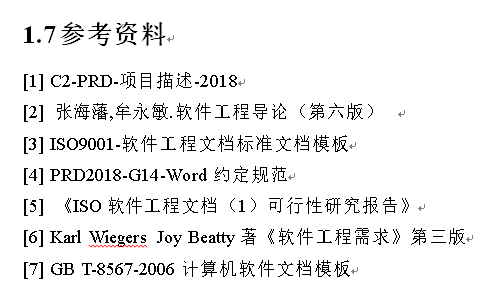 1.7参考资料
[1] C2-PRD-项目描述-2018
[2] 张海藩,牟永敏.软件工程导论（第六版）
[3] ISO9001-软件工程文档标准文档模板
[4] PRD2018-G14-Word 约定规范
[5] 《ISO 软件工程文档（1）可行性研究报告》
[6] Karl Wiegers Joy Beatty 著《软件工程需求》第三版
[7] GB T-8567-2006 计算机软件文档模板